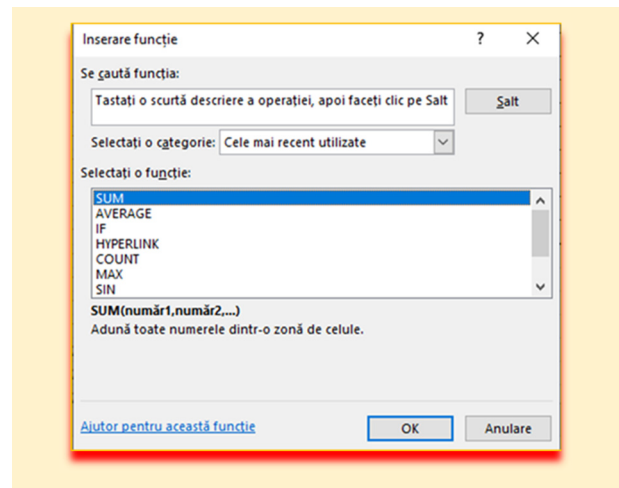 Inserare funcție
?
Se caută funcția:
Tastați o scurtă descriere a operației, apoi faceți clic pe Salt
Salt
Selectați o categorie: Cele mai recent utilizate
Selectați o funcție:
SUM
AVERAGE
IF
HYPERLINK
COUNT
MAX
SIN
SUM(număr1,număr2,...)
Adună toate numerele dintr-o zonă de celule.
Ajutor pentru această funcție
OK
Anulare